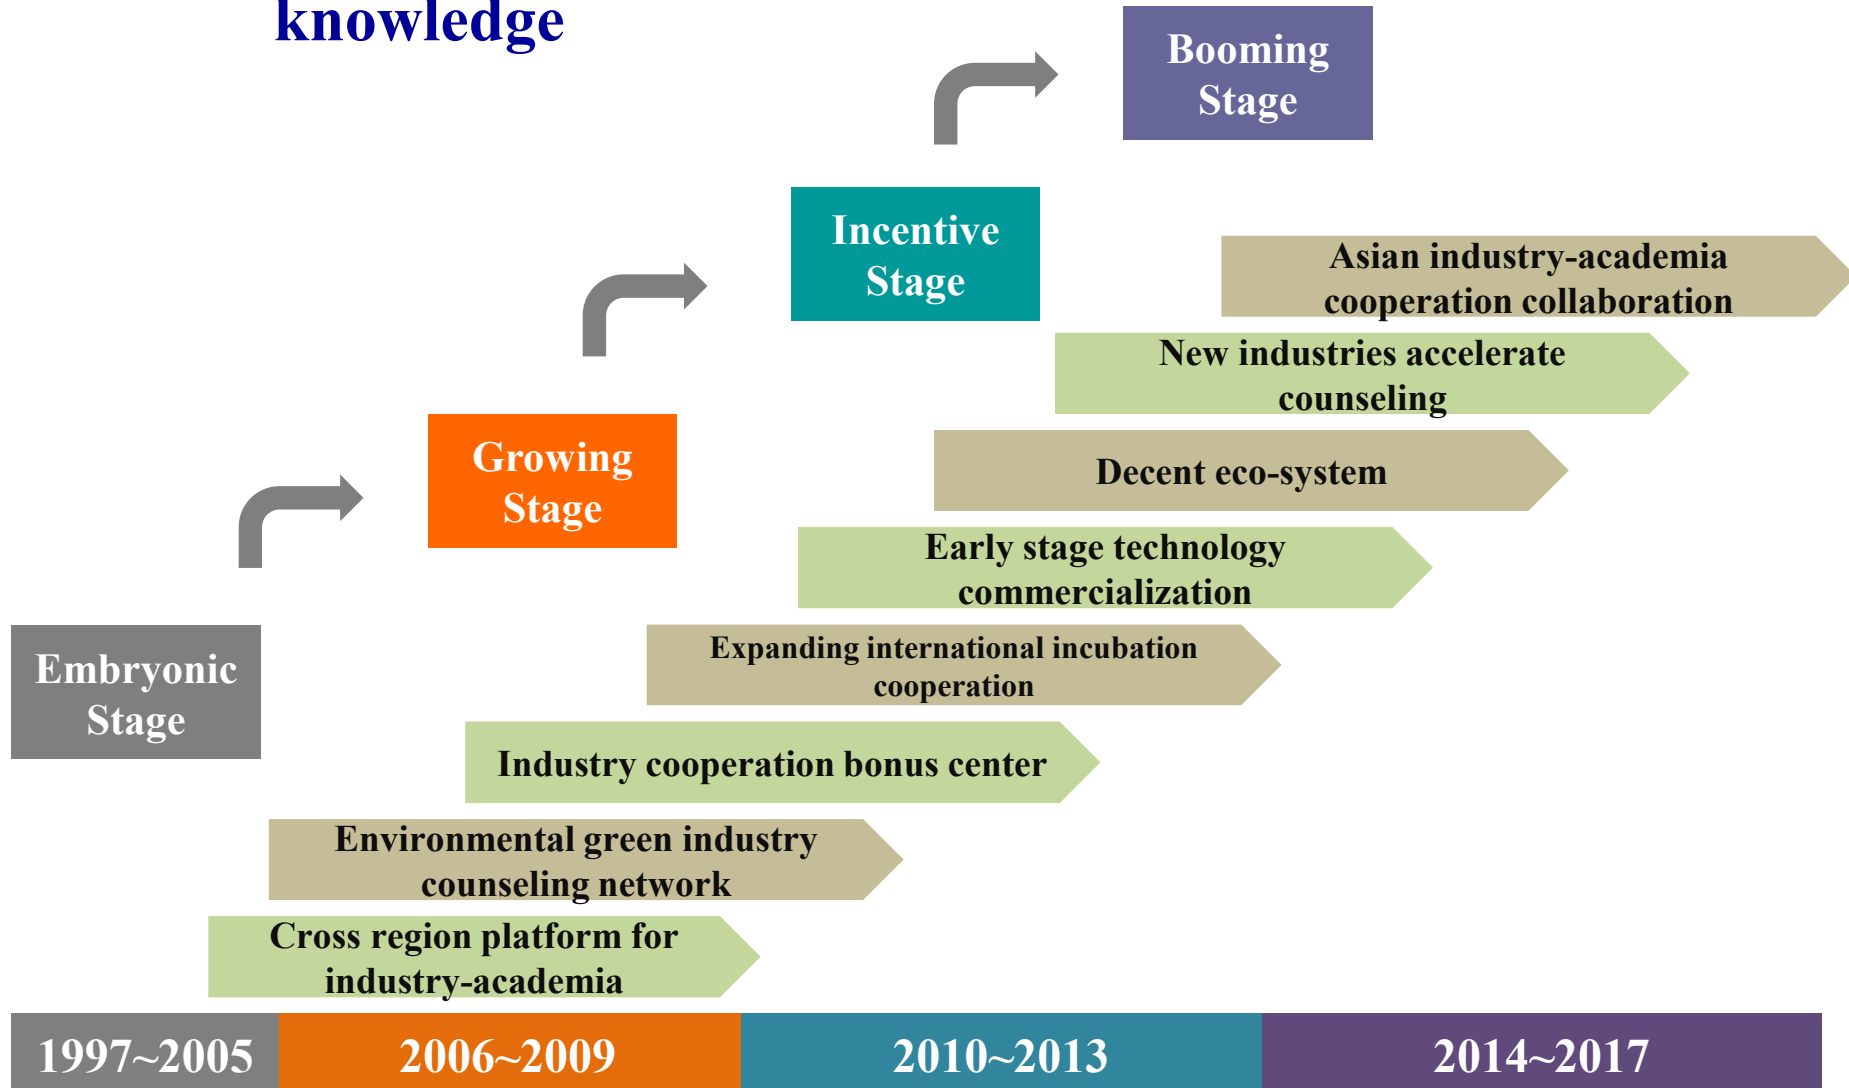 knowledge
Booming
Stage
Incentive
Stage
Asian industry-academia
cooperation collaboration
New industries accelerate
counseling
Growing
Stage
Decent eco-system
Early stage technology
commercialization
Embryonic
Stage
Expanding international incubation
cooperation
Industry cooperation bonus center
Environmental green industry
counseling network
Cross region platform for
industry-academia
1997~2005
2006~2009
2010~2013
2014~2017